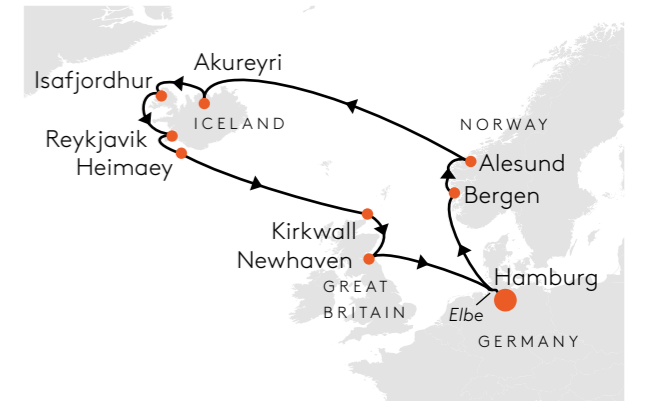 Akureyri
Isafjordhur
ICELAND
NORWAY
Reykjavik
Heimaey
Alesund
Bergen
Kirkwall
Newhaven
Hamburg
GREAT
BRITAIN
Elbe
GERMANY